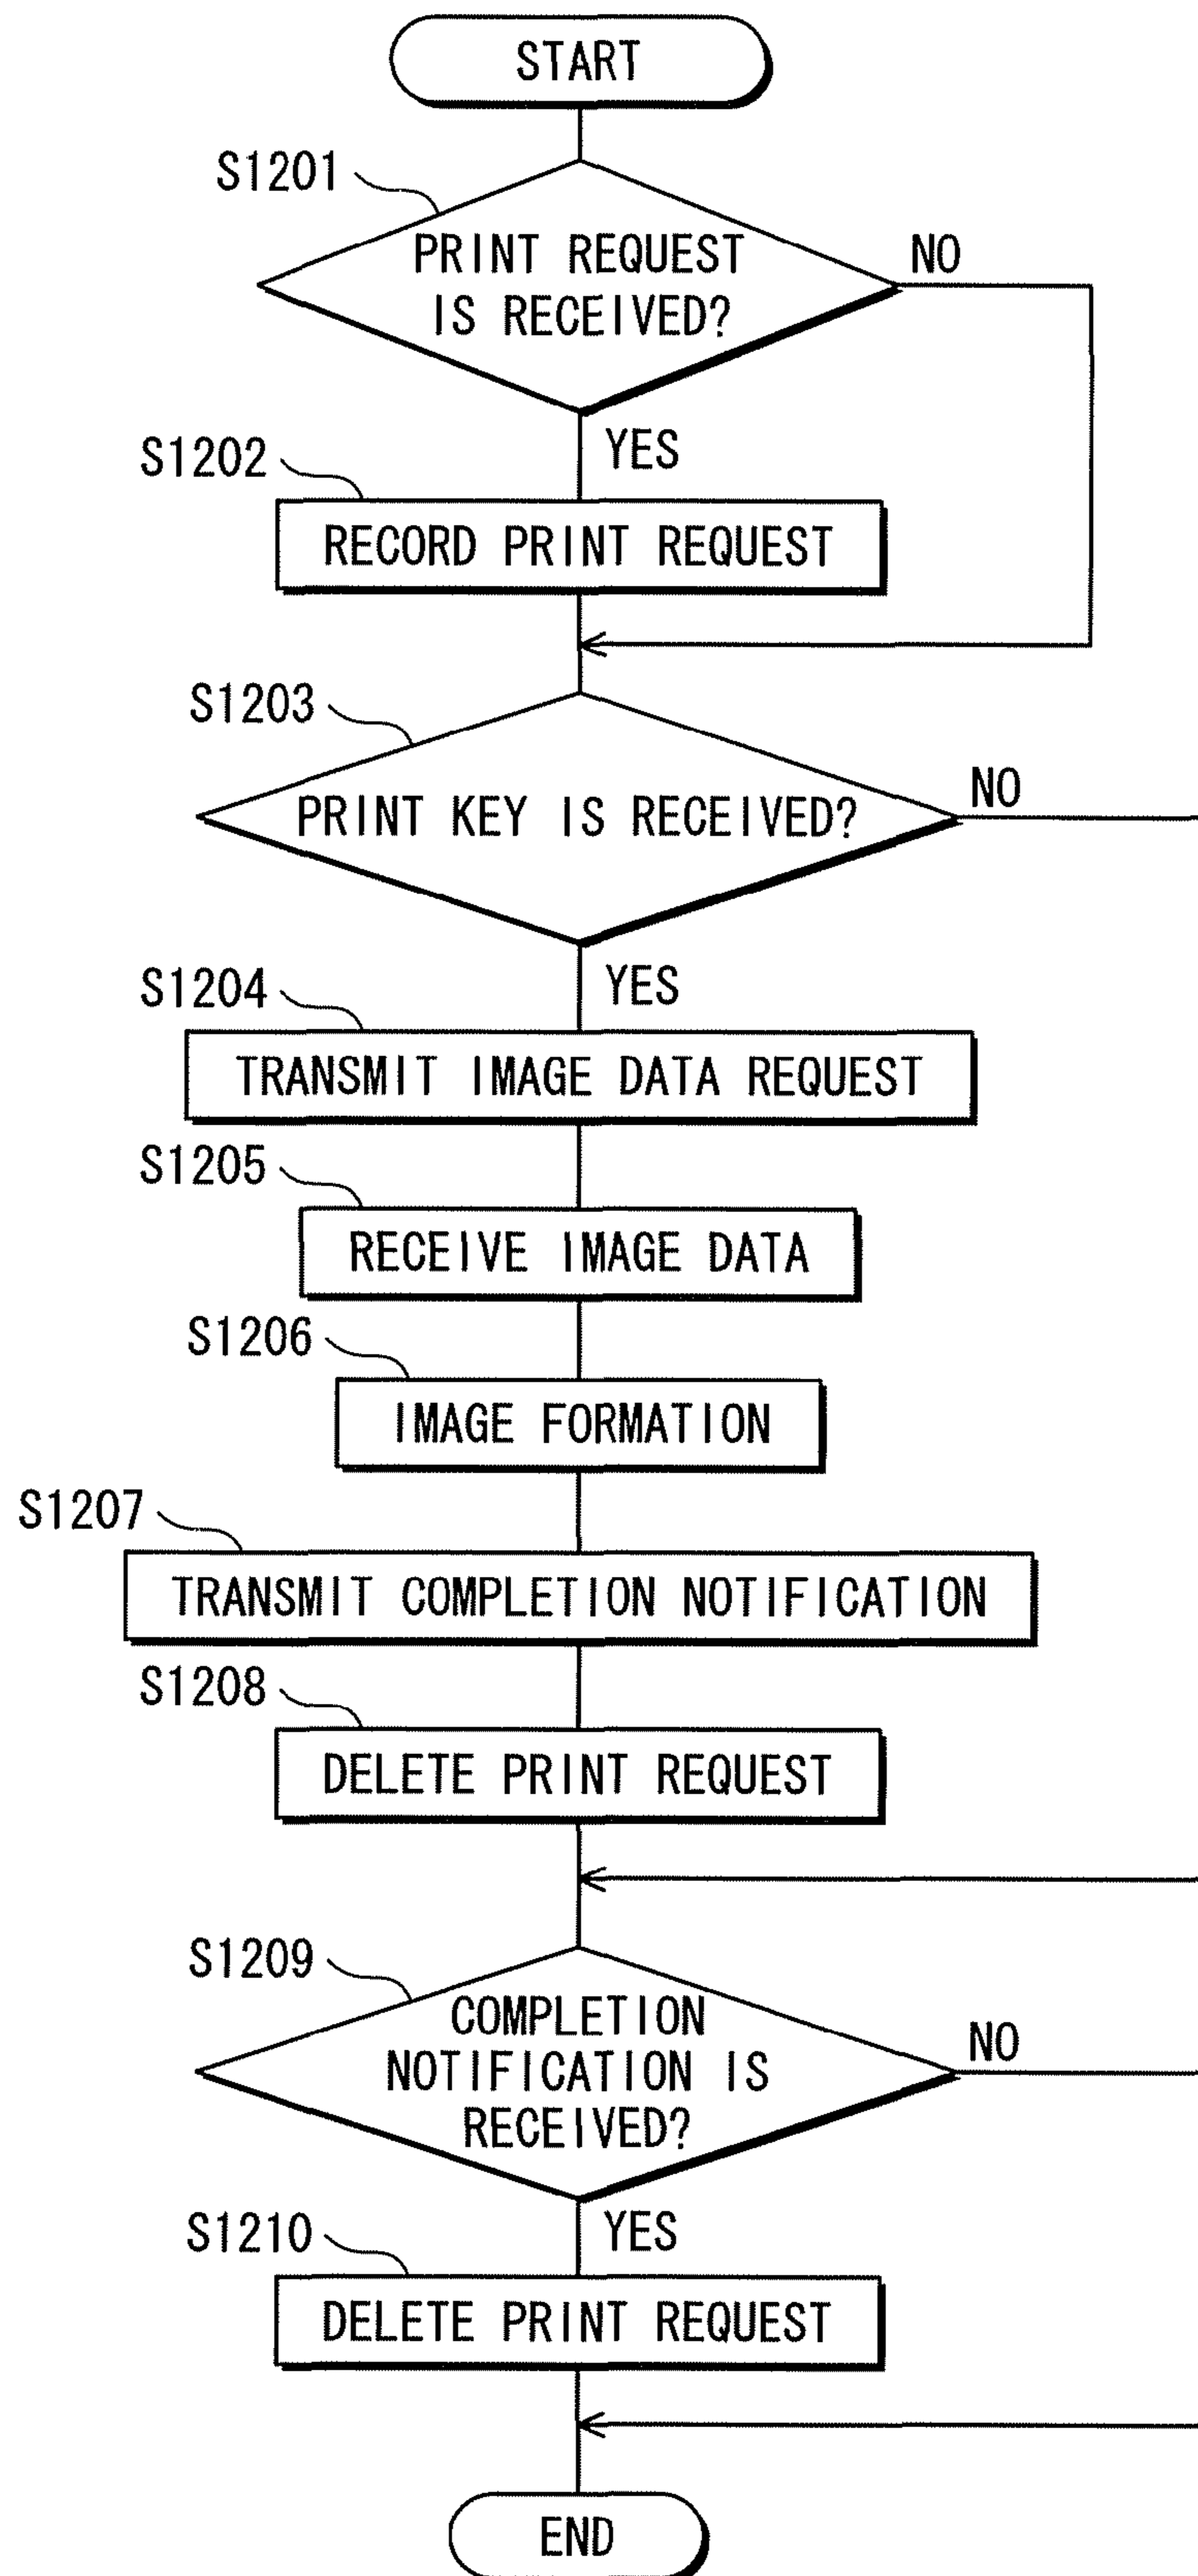 START
S1201
PRINT REQUEST
IS RECEIVED?
NO
YES
S1202
RECORD PRINT REQUEST
S1203
PRINT KEY IS RECEIVED?
NO
YES
S1204
TRANSMIT IMAGE DATA REQUEST
S1205
RECEIVE IMAGE DATA
S1206
IMAGE FORMATION
S1207
TRANSMIT COMPLETION NOTIFICATION
S1208
DELETE PRINT REQUEST
S1209
COMPLETION
NOTIFICATION IS
RECEIVED?
NO
YES
S1210
DELETE PRINT REQUEST
END